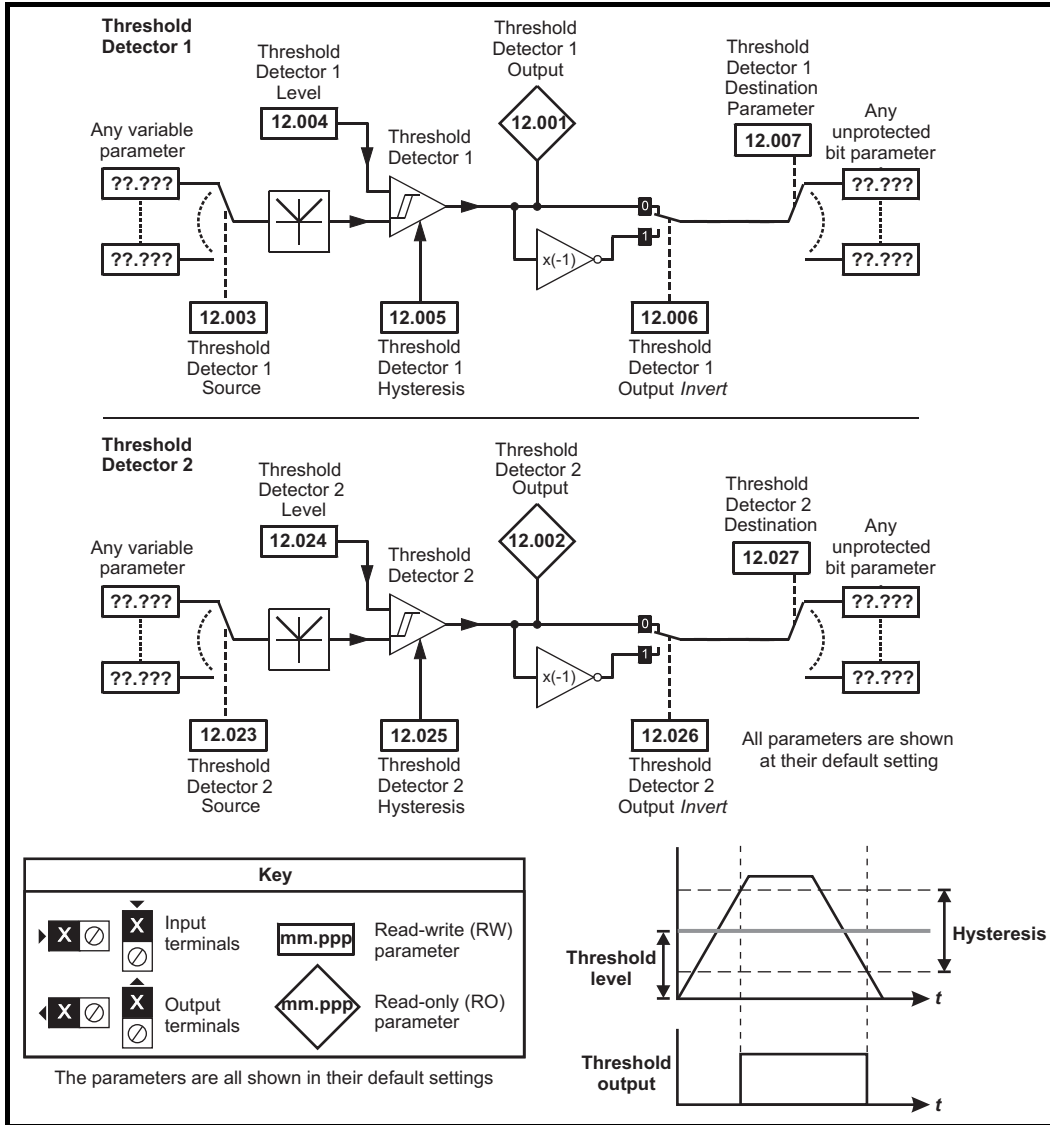 Threshold
Detector 1
Threshold
Detector 1
Level
12.004
Any variable
parameter
??.???
??.???
12.003
Threshold
Detector 1
Source
Threshold
Detector 1
12.005
Threshold
Detector 1
Hysteresis
Threshold
Detector 1
Output
12.001
x(-1)
0
1
12.006
Threshold
Detector 1
Output Invert
Threshold
Detector 1
Destination
Parameter
12.007
Any
unprotected
bit parameter
??.???
??.???
Threshold
Detector 2
Threshold
Detector 2
Level
12.024
Any variable
parameter
??.???
??.???
12.023
Threshold
Detector 2
Source
Threshold
Detector 2
12.025
Threshold
Detector 2
Hysteresis
Threshold
Detector 2
Output
12.002
x(-1)
0
1
12.026
Threshold
Detector 2
Output Invert
Threshold
Detector 2
Destination
12.027
Any
unprotected
bit parameter
??.???
??.???
All parameters are shown
at their default setting
Key
X
X
Input
terminals
mm.ppp
Read-write (RW)
parameter
X
X
Output
terminals
mm.ppp
Read-only (RO)
parameter
The parameters are all shown in their default settings
Threshold
level
Hysteresis
t
Threshold
output
t